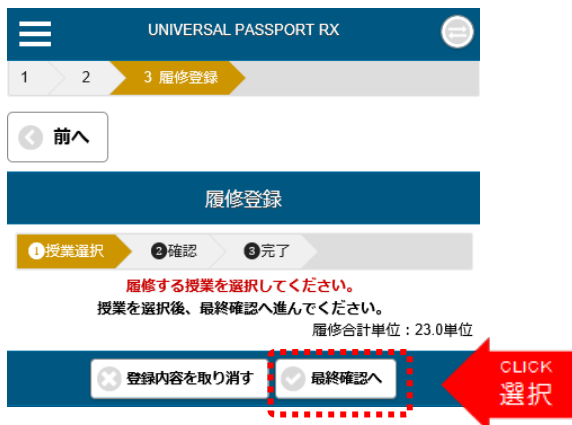 UNIVERSAL PASSPORT RX
1 2 3 履修登録
前へ
履修登録
❶授業選択 ❷確認 ❸完了
履修する授業を選択してください。
授業を選択後、最終確認へ進んでください。
履修合計単位：23.0単位
登録内容を取り消す 最終確認へ
CLICK
選択